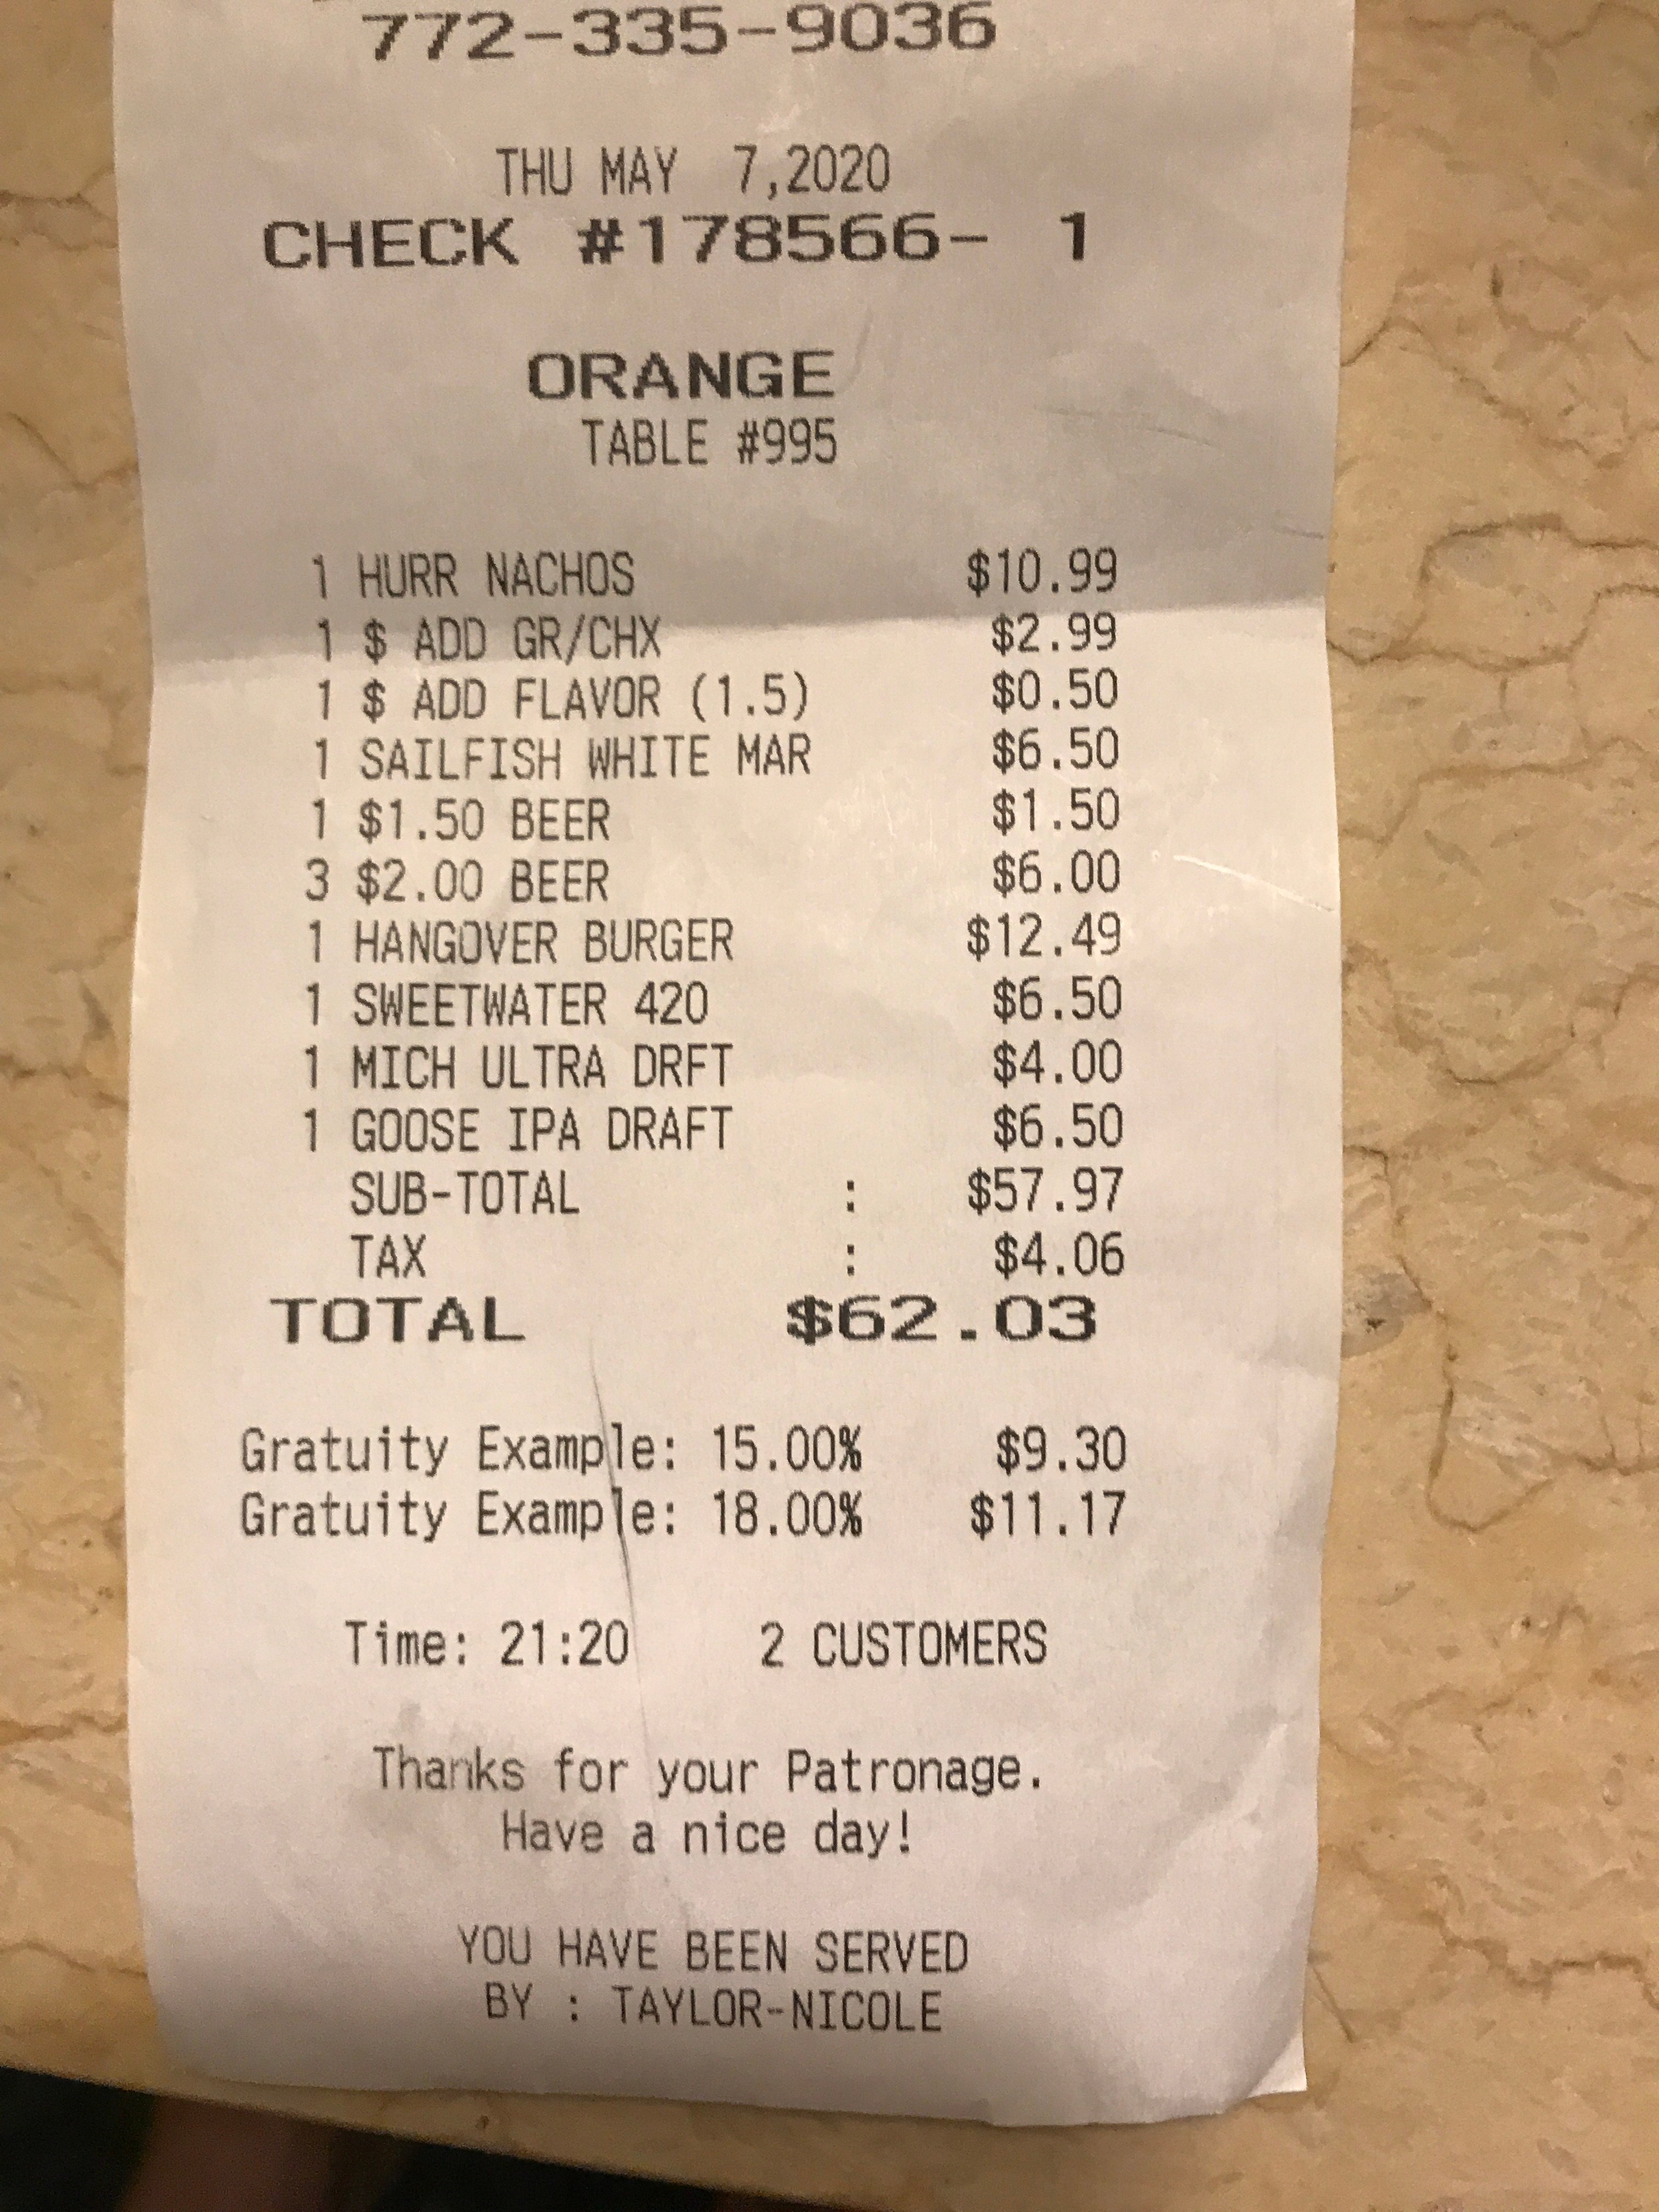 772-335-9036
THU MAY 7,2020
CHECK #178566- 1
ORANGE
TABLE #995
1 HURR NACHOS $10.99
1 $ ADD GR/CHX $2.99
1 $ ADD FLAVOR (1.5) $0.50
1 SAILFISH WHITE MAR $6.50
1 $1.50 BEER $1.50
3 $2.00 BEER $6.00
1 HANGOVER BURGER $12.49
1 SWEETWATER 420 $6.50
1 MICH ULTRA DRFT $4.00
1 GOOSE IPA DRAFT $6.50
SUB-TOTAL : $57.97
TAX : $4.06
TOTAL $62.03
Gratuity Example: 15.00% $9.30
Gratuity Example: 18.00% $11.17
Time: 21:20 2 CUSTOMERS
Thanks for your Patronage.
Have a nice day!
YOU HAVE BEEN SERVED
BY : TAYLOR-NICOLE